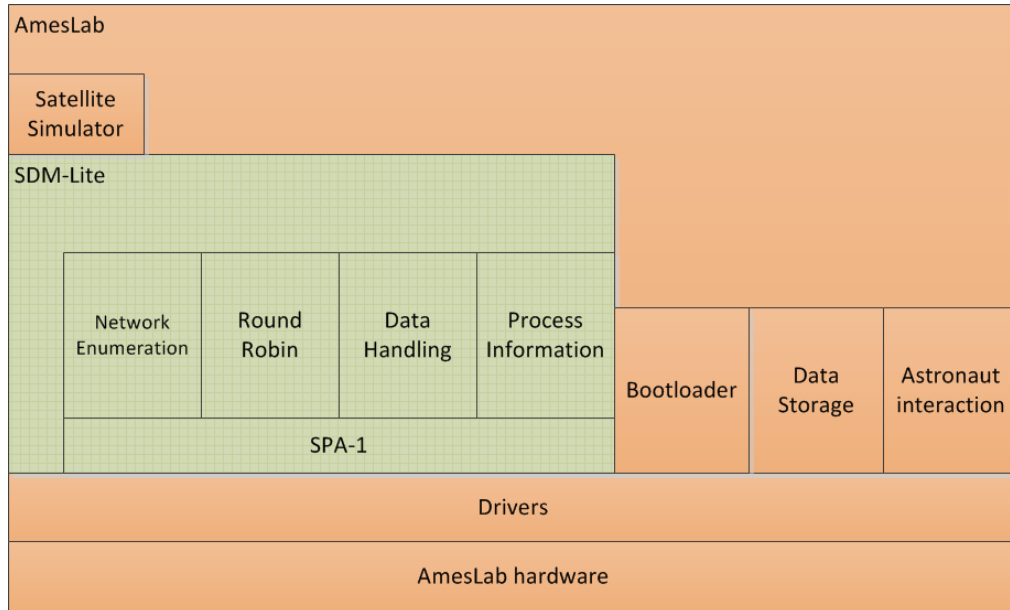 AmesLab
Satellite
Simulator
SDM-Lite
Network
Enumeration
Round
Robin
Data
Handling
Process
Information
SPA-1
Bootloader
Data
Storage
Astronaut
interaction
Drivers
AmesLab hardware